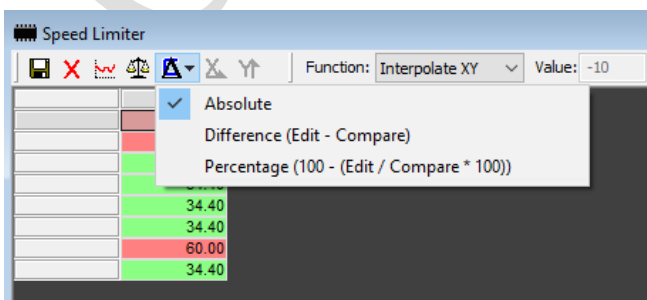 Speed Limiter
Function: Interpolate XY Value: -10
Absolute
Difference (Edit - Compare)
Percentage (100 - (Edit / Compare * 100))
34.40
34.40
60.00
34.40